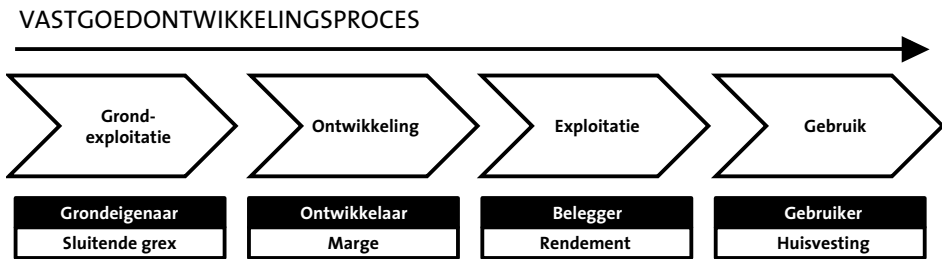 VASTGOEDONTWIKKELINGSPROCES
Grond-
exploitatie
Ontwikkeling
Exploitatie
Gebruik
Grondeigenaar
Sluitende grex
Ontwikkelaar
Marge
Belegger
Rendement
Gebruiker
Huisvesting